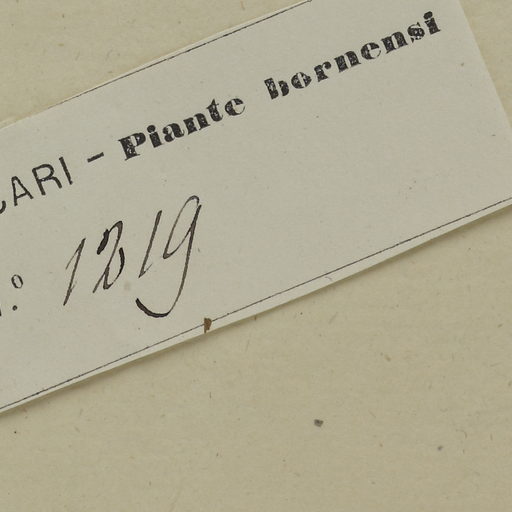 CARI - Piante bornensi
N.º 1219